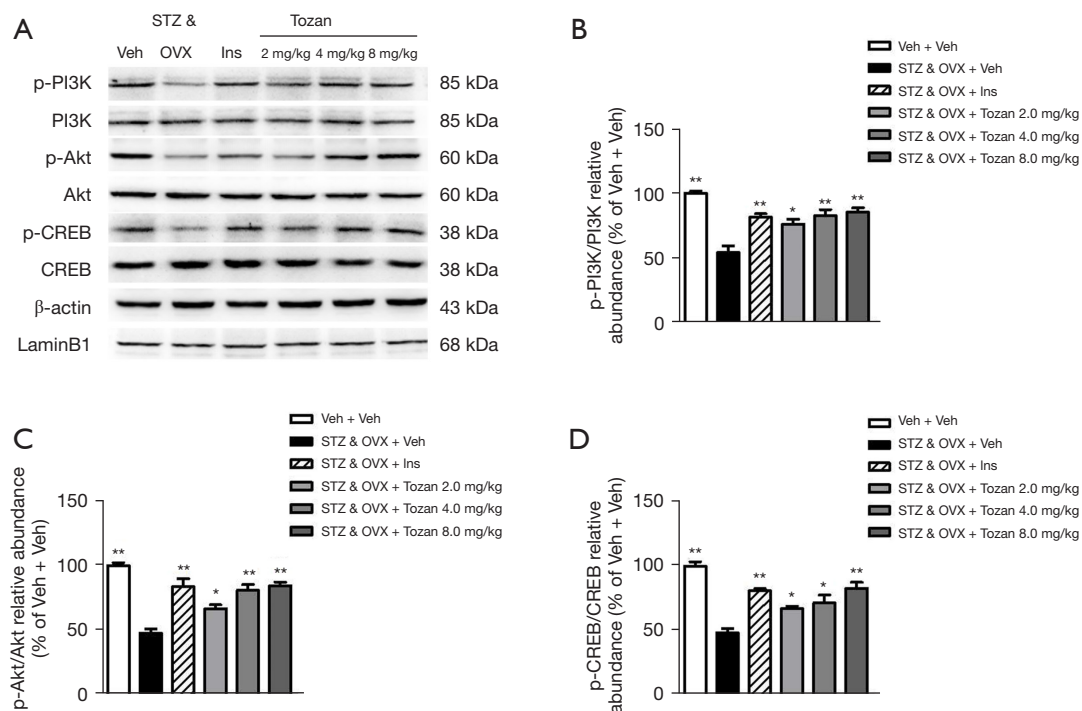 A
STZ &
Tozan
Veh OVX Ins 2 mg/kg 4 mg/kg 8 mg/kg
p-PI3K 85 kDa
PI3K 85 kDa
p-Akt 60 kDa
Akt 60 kDa
p-CREB 38 kDa
CREB 38 kDa
β-actin 43 kDa
LaminB1 68 kDa
B
Veh + Veh
STZ & OVX + Veh
STZ & OVX + Ins
STZ & OVX + Tozan 2.0 mg/kg
STZ & OVX + Tozan 4.0 mg/kg
STZ & OVX + Tozan 8.0 mg/kg
p-PI3K/PI3K relative
abundance (% of Veh + Veh)
150
100
50
0
** ** * ** **
C
Veh + Veh
STZ & OVX + Veh
STZ & OVX + Ins
STZ & OVX + Tozan 2.0 mg/kg
STZ & OVX + Tozan 4.0 mg/kg
STZ & OVX + Tozan 8.0 mg/kg
p-Akt/Akt relative abundance
(% of Veh + Veh)
150
100
50
0
** ** * ** **
D
Veh + Veh
STZ & OVX + Veh
STZ & OVX + Ins
STZ & OVX + Tozan 2.0 mg/kg
STZ & OVX + Tozan 4.0 mg/kg
STZ & OVX + Tozan 8.0 mg/kg
p-CREB/CREB relative
abundance (% of Veh + Veh)
150
100
50
0
** ** * * **